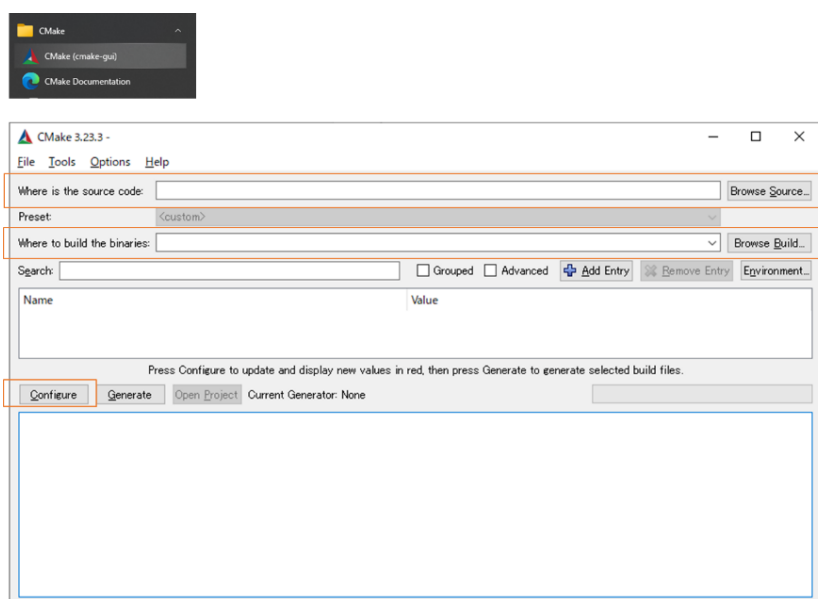 CMake
CMake (cmake-gui)
CMake Documentation
CMake 3.23.3 -
File Tools Options Help
Where is the source code: Browse Source...
Preset: <custom>
Where to build the binaries: Browse Build...
Search: Grouped Advanced Add Entry Remove Entry Environment...
Name Value
Press Configure to update and display new values in red, then press Generate to generate selected build files.
Configure Generate Open Project Current Generator: None